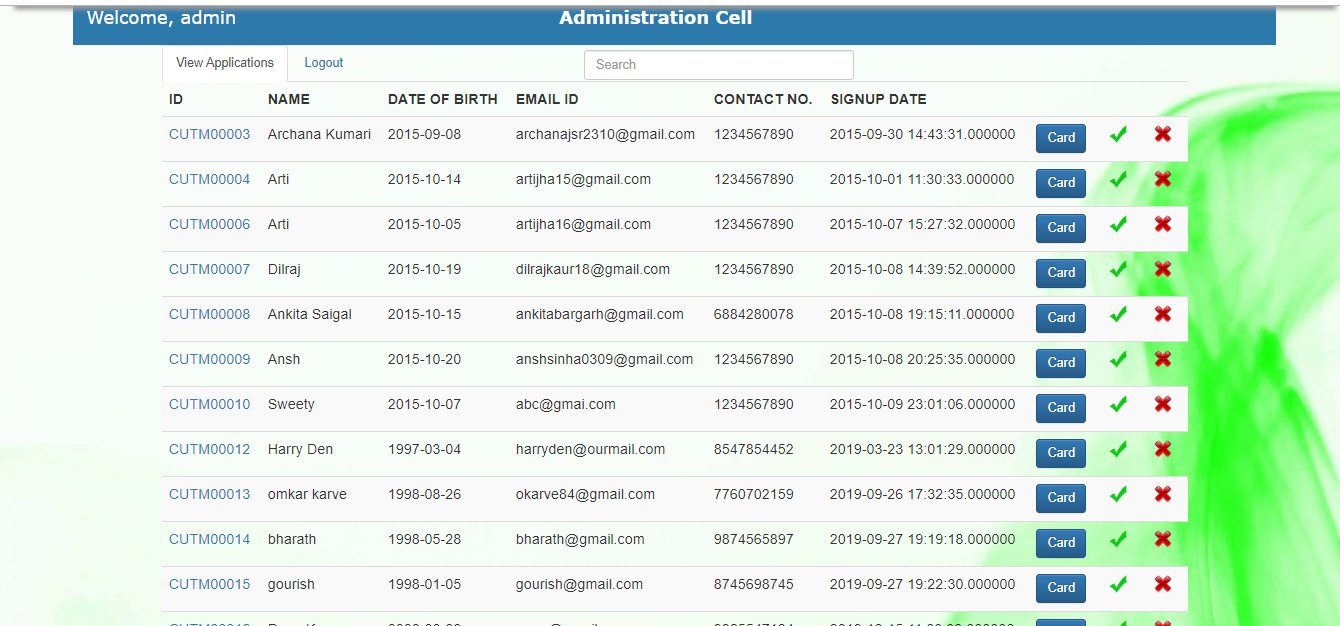 Welcome, admin Administration Cell
View Applications Logout Search
ID NAME DATE OF BIRTH EMAIL ID CONTACT NO. SIGNUP DATE
CUTM00003 Archana Kumari 2015-09-08 archanajsr2310@gmail.com 1234567890 2015-09-30 14:43:31.000000 Card
CUTM00004 Arti 2015-10-14 artijha15@gmail.com 1234567890 2015-10-01 11:30:33.000000 Card
CUTM00006 Arti 2015-10-05 artijha16@gmail.com 1234567890 2015-10-07 15:27:32.000000 Card
CUTM00007 Dilraj 2015-10-19 dilrajkaur18@gmail.com 1234567890 2015-10-08 14:39:52.000000 Card
CUTM00008 Ankita Saigal 2015-10-15 ankitabargarh@gmail.com 6884280078 2015-10-08 19:15:11.000000 Card
CUTM00009 Ansh 2015-10-20 anshsinha0309@gmail.com 1234567890 2015-10-08 20:25:35.000000 Card
CUTM00010 Sweety 2015-10-07 abc@gmai.com 1234567890 2015-10-09 23:01:06.000000 Card
CUTM00012 Harry Den 1997-03-04 harryden@ourmail.com 8547854452 2019-03-23 13:01:29.000000 Card
CUTM00013 omkar karve 1998-08-26 okarve84@gmail.com 7760702159 2019-09-26 17:32:35.000000 Card
CUTM00014 bharath 1998-05-28 bharath@gmail.com 9874565897 2019-09-27 19:19:18.000000 Card
CUTM00015 gourish 1998-01-05 gourish@gmail.com 8745698745 2019-09-27 19:22:30.000000 Card